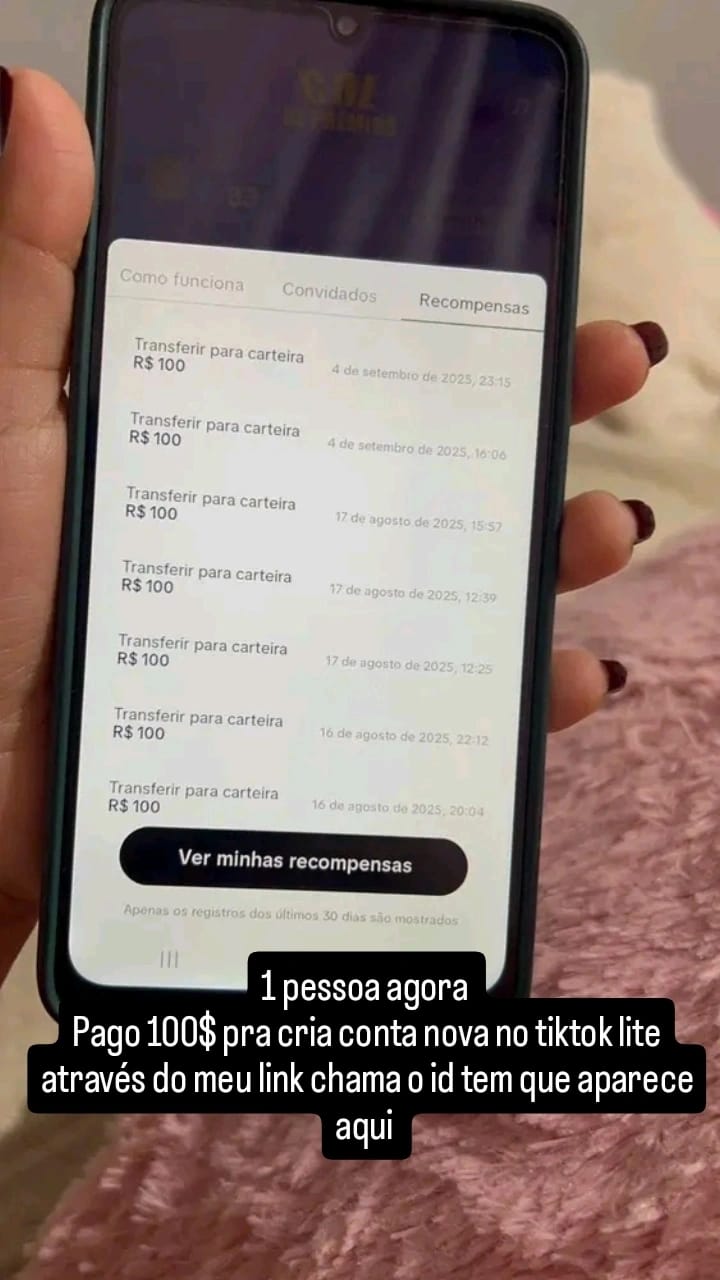 GOL
DE PRÊMIOS
Como funciona Convidados Recompensas
Transferir para carteira
R$ 100 4 de setembro de 2025, 23:15
Transferir para carteira
R$ 100 4 de setembro de 2025, 16:06
Transferir para carteira
R$ 100 17 de agosto de 2025, 15:57
Transferir para carteira
R$ 100 17 de agosto de 2025, 12:39
Transferir para carteira
R$ 100 17 de agosto de 2025, 12:25
Transferir para carteira
R$ 100 16 de agosto de 2025, 22:12
Transferir para carteira
R$ 100 16 de agosto de 2025, 20:04
Ver minhas recompensas
Apenas os registros dos últimos 30 dias são mostrados
1 pessoa agora
Pago 100$ pra cria conta nova no tiktok lite
através do meu link chama o id tem que aparece
aqui